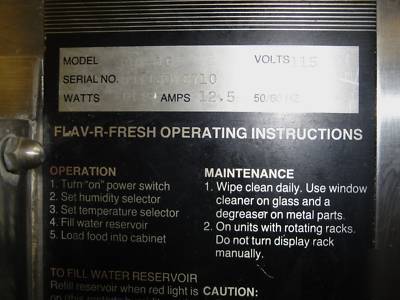 MODEL
VOLTS 115
SERIAL NO.
WATTS AMPS 12.5 50/60 HZ
FLAV-R-FRESH OPERATING INSTRUCTIONS
OPERATION
1. Turn "on" power switch
2. Set humidity selector
3. Set temperature selector
4. Fill water reservoir
5. Load food into cabinet
MAINTENANCE
1. Wipe clean daily. Use window
cleaner on glass and a
degreaser on metal parts.
2. On units with rotating racks.
Do not turn display rack
manually.
TO FILL WATER RESERVOIR
Refill reservoir when red light is
CAUTION: